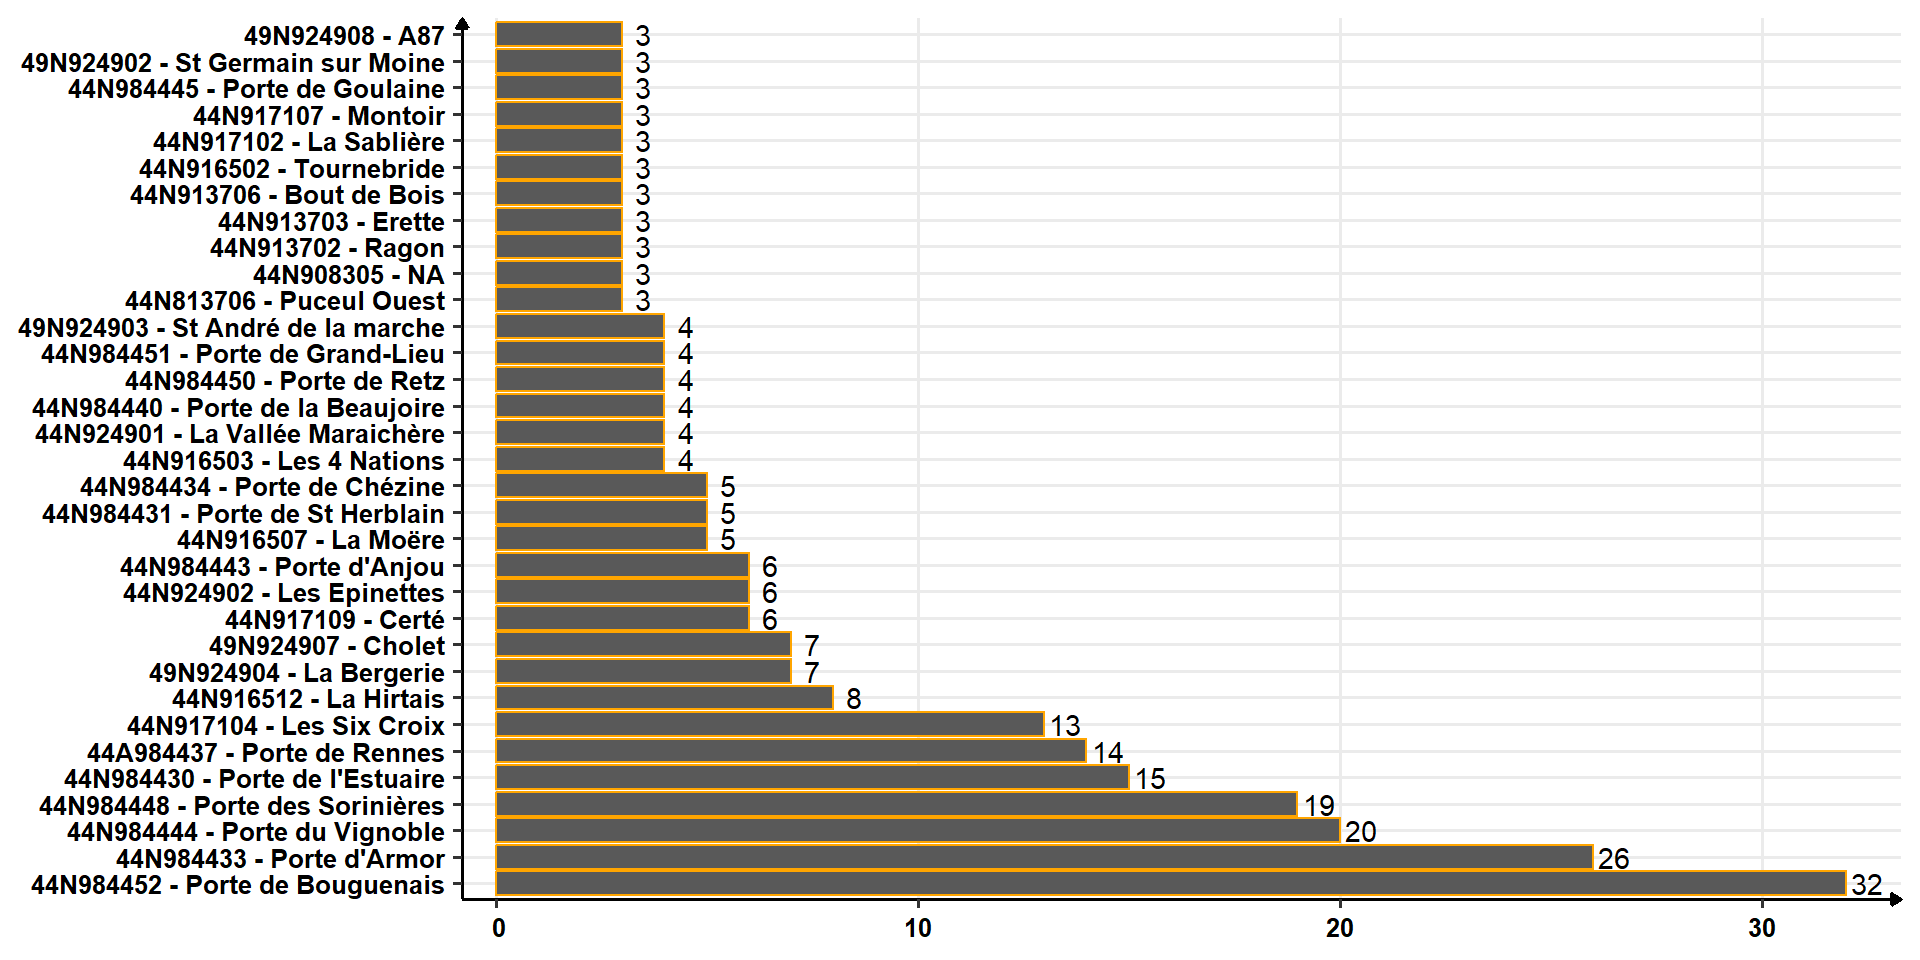 49N924908 - A87 3
49N924902 - St Germain sur Moine 3
44N984445 - Porte de Goulaine 3
44N917107 - Montoir 3
44N917102 - La Sablière 3
44N916502 - Tournebride 3
44N913706 - Bout de Bois 3
44N913703 - Erette 3
44N913702 - Ragon 3
44N908305 - NA 3
44N813706 - Puceul Ouest 3
49N924903 - St André de la marche 4
44N984451 - Porte de Grand-Lieu 4
44N984450 - Porte de Retz 4
44N984440 - Porte de la Beaujoire 4
44N924901 - La Vallée Maraichère 4
44N916503 - Les 4 Nations 4
44N984434 - Porte de Chézine 5
44N984431 - Porte de St Herblain 5
44N916507 - La Moëre 5
44N984443 - Porte d'Anjou 6
44N924902 - Les Epinettes 6
44N917109 - Certé 6
49N924907 - Cholet 7
49N924904 - La Bergerie 7
44N916512 - La Hirtais 8
44N917104 - Les Six Croix 13
44A984437 - Porte de Rennes 14
44N984430 - Porte de l'Estuaire 15
44N984448 - Porte des Sorinières 19
44N984444 - Porte du Vignoble 20
44N984433 - Porte d'Armor 26
44N984452 - Porte de Bouguenais 32
0 10 20 30